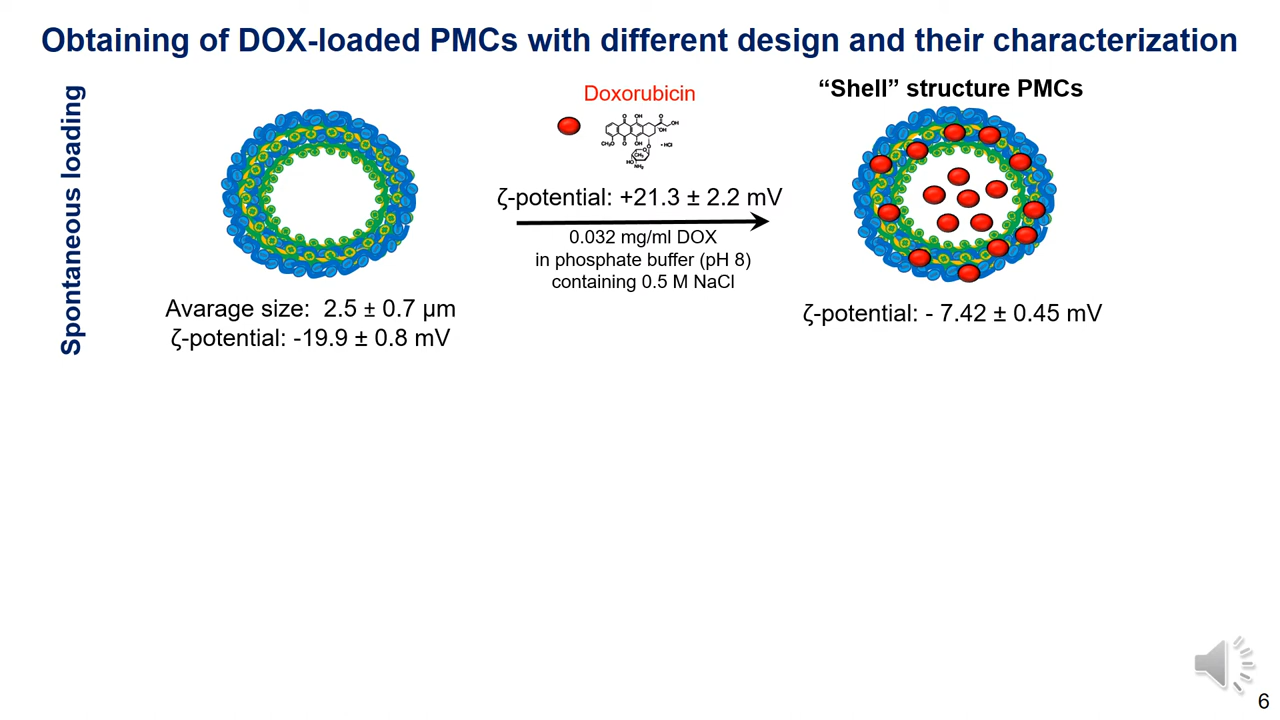 Obtaining of DOX-loaded PMCs with different design and their characterization
Spontaneous loading
Avarage size:  2.5 ± 0.7 µm
ζ-potential: -19.9 ± 0.8 mV
Doxorubicin
ζ-potential: +21.3 ± 2.2 mV
0.032 mg/ml DOX
in phosphate buffer (pH 8)
containing 0.5 M NaCl
“Shell” structure PMCs
ζ-potential: - 7.42 ± 0.45 mV
6